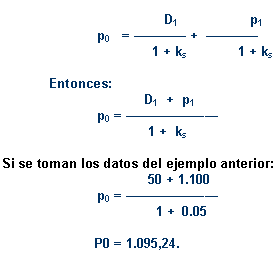 D₁ p₁
p₀ = ——— + ———
1 + kₛ 1 + kₛ
Entonces:
D₁ + p₁
p₀ = ————
1 + kₛ
Si se toman los datos del ejemplo anterior:
50 + 1.100
p₀ = ————
1 + 0.05
P0 = 1.095,24.